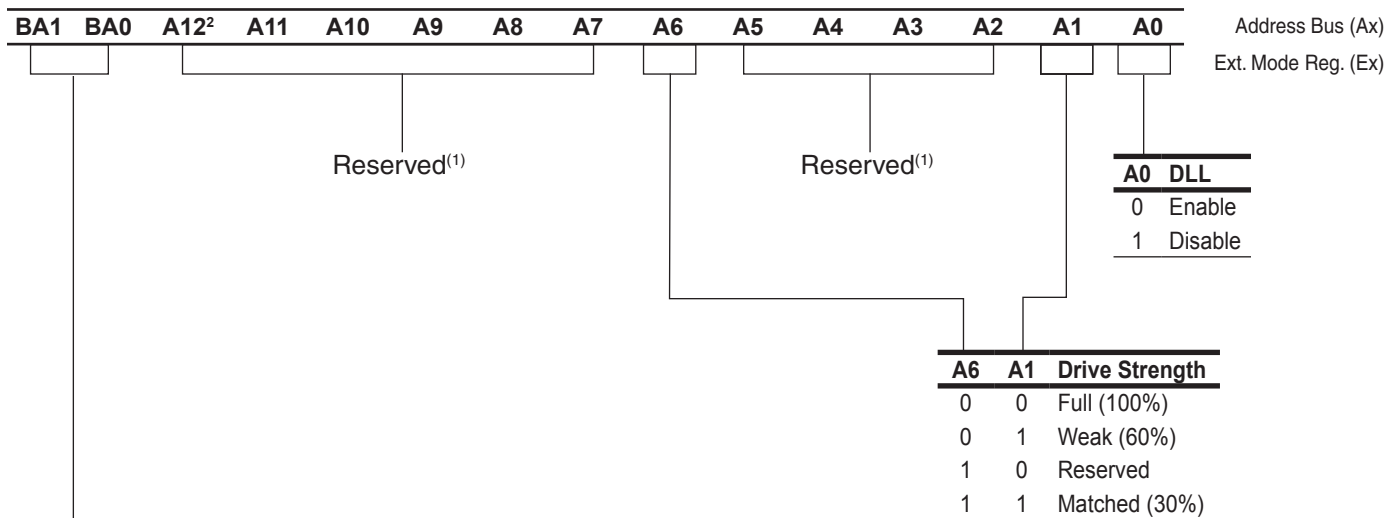 BA1 BA0 A12² A11 A10 A9 A8 A7 A6 A5 A4 A3 A2 A1 A0 Address Bus (Ax)
Ext. Mode Reg. (Ex)
Reserved⁽¹⁾ Reserved⁽¹⁾
A0 DLL
0 Enable
1 Disable
A6 A1 Drive Strength
0 0 Full (100%)
0 1 Weak (60%)
1 0 Reserved
1 1 Matched (30%)